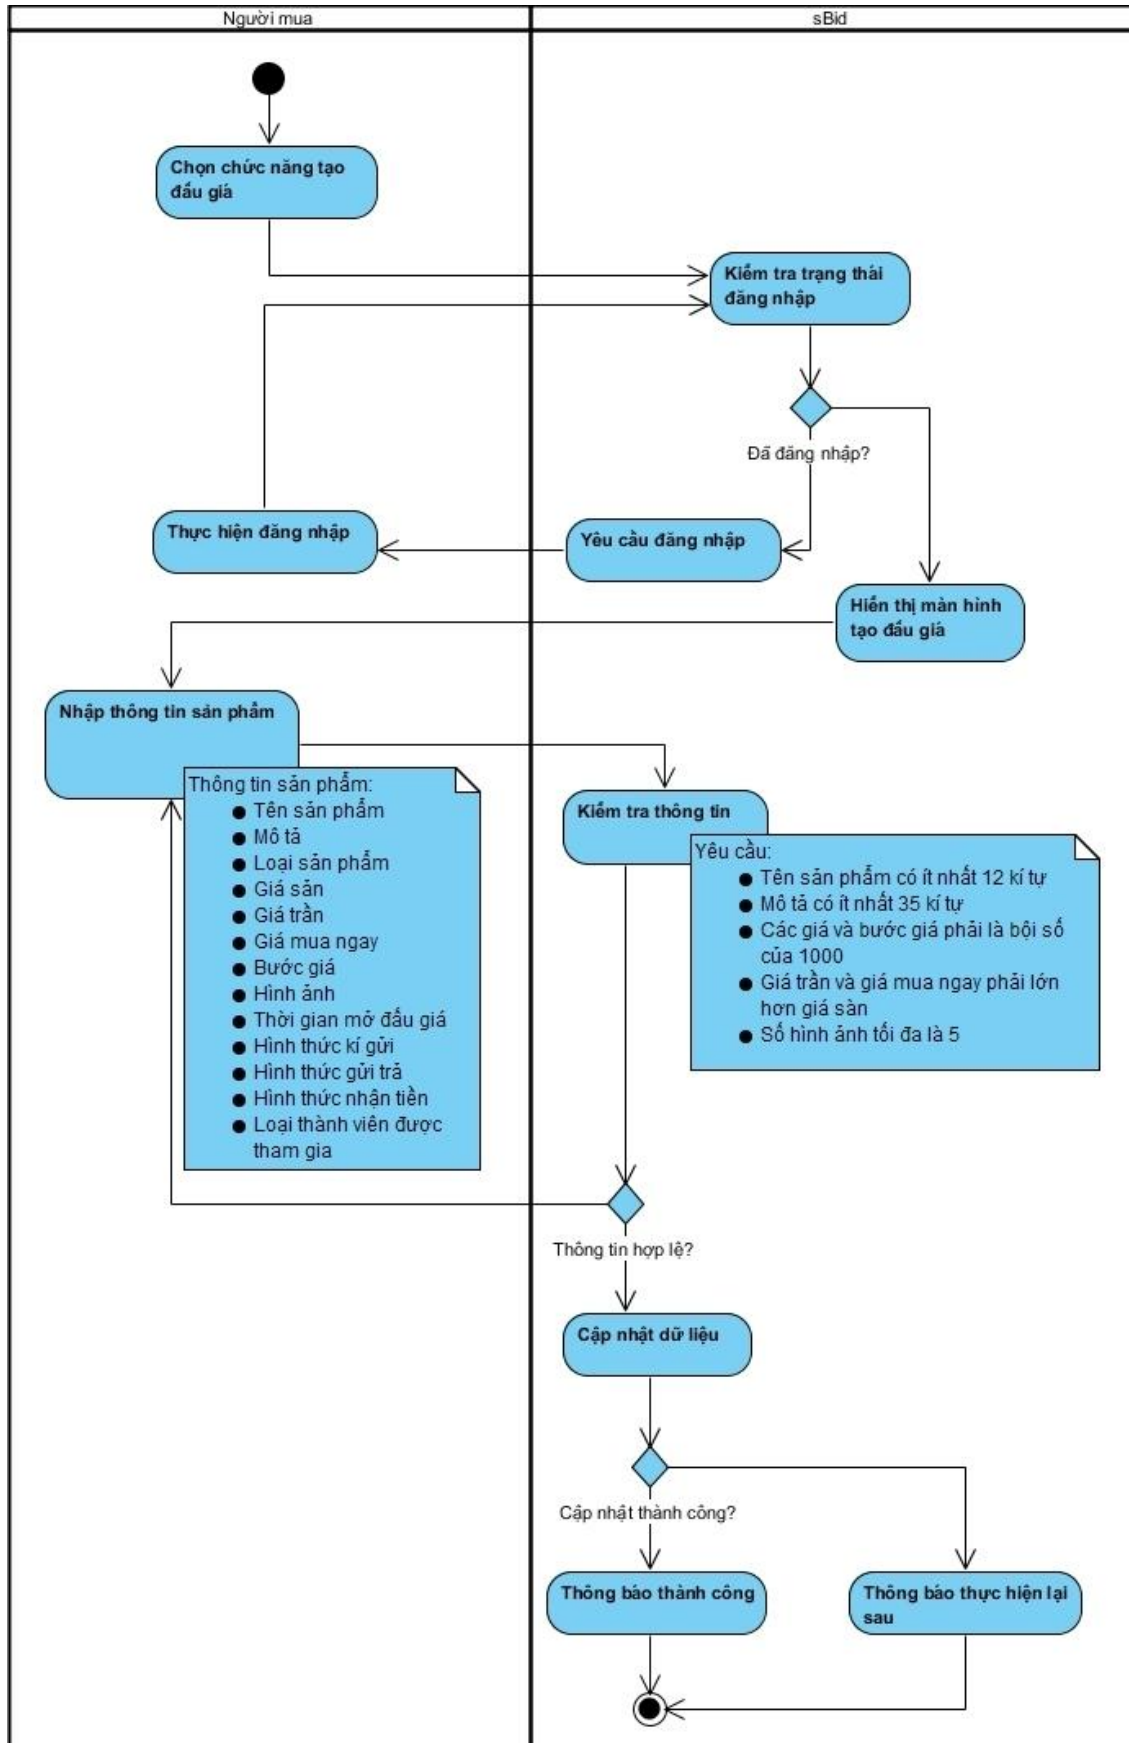 Người mua
sBid
Chọn chức năng tạo
đấu giá
Kiểm tra trạng thái
đăng nhập
Đã đăng nhập?
Thực hiện đăng nhập
Yêu cầu đăng nhập
Hiển thị màn hình
tạo đấu giá
Nhập thông tin sản phẩm
Thông tin sản phẩm:
● Tên sản phẩm
● Mô tả
● Loại sản phẩm
● Giá sản
● Giá trần
● Giá mua ngay
● Bước giá
● Hình ảnh
● Thời gian mở đấu giá
● Hình thức kí gửi
● Hình thức gửi trả
● Hình thức nhận tiền
● Loại thành viên được
tham gia
Kiểm tra thông tin
Yêu cầu:
● Tên sản phẩm có ít nhất 12 kí tự
● Mô tả có ít nhất 35 kí tự
● Các giá và bước giá phải là bội số
của 1000
● Giá trần và giá mua ngay phải lớn
hơn giá sàn
● Số hình ảnh tối đa là 5
Thông tin hợp lệ?
Cập nhật dữ liệu
Cập nhật thành công?
Thông báo thành công
Thông báo thực hiện lại
sau